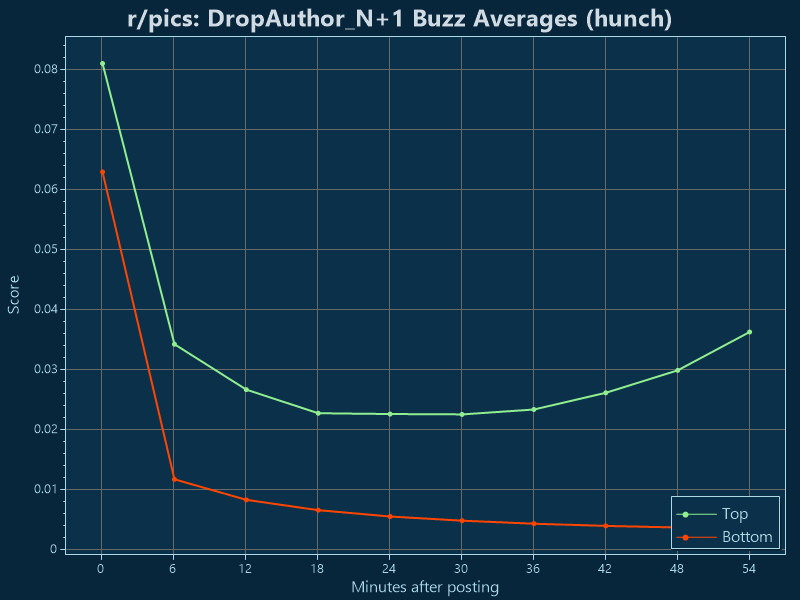 r/pics: DropAuthor_N+1 Buzz Averages (hunch)
Score
0.08
0.07
0.06
0.05
0.04
0.03
0.02
0.01
0
Top
Bottom
0 6 12 18 24 30 36 42 48 54
Minutes after posting